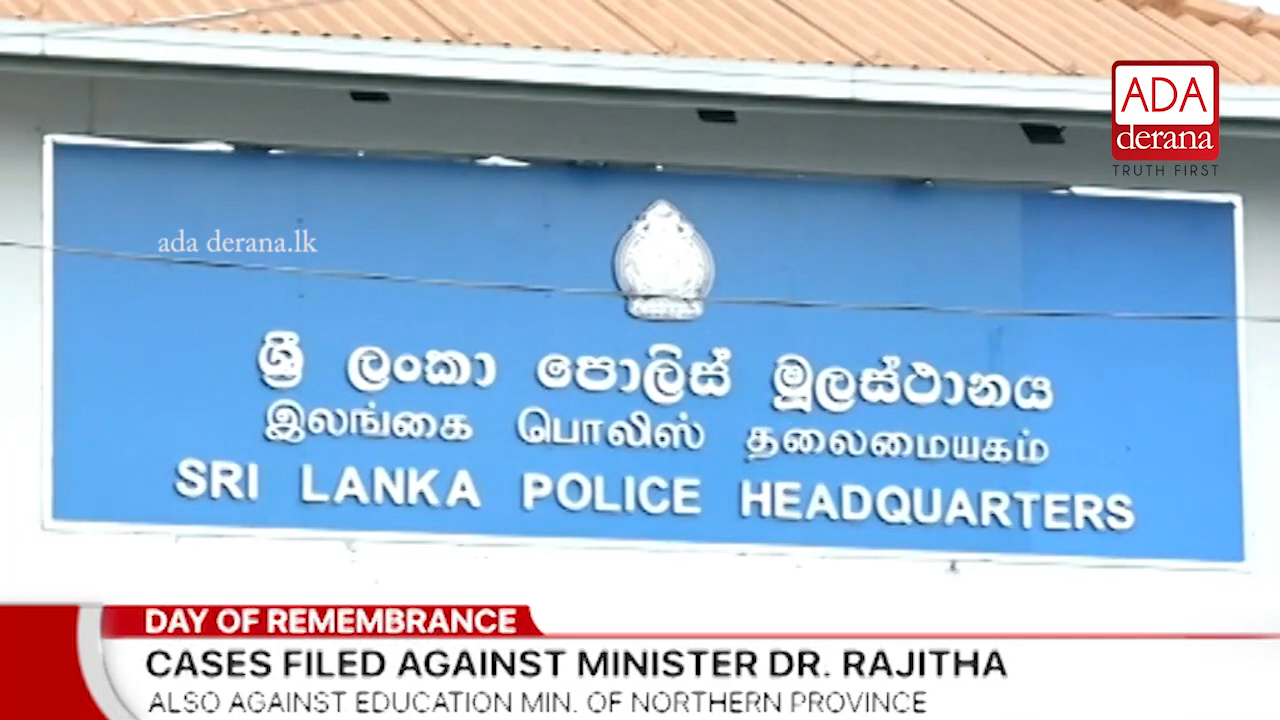 ADA
derana
TRUTH FIRST
ada derana.lk
ශ්‍රී ලංකා පොලිස් මූලස්ථානය
இலங்கை பொலிஸ் தலைமையகம்
SRI LANKA POLICE HEADQUARTERS
DAY OF REMEMBRANCE
CASES FILED AGAINST MINISTER DR. RAJITHA
ALSO AGAINST EDUCATION MIN. OF NORTHERN PROVINCE